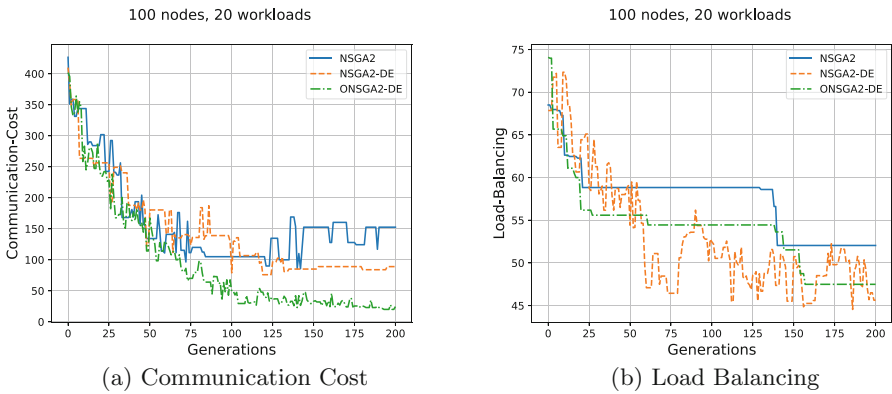 100 nodes, 20 workloads
Communication-Cost
400
350
300
250
200
150
100
50
0
NSGA2
NSGA2-DE
ONSGA2-DE
0 25 50 75 100 125 150 175 200
Generations
(a) Communication Cost
100 nodes, 20 workloads
Load-Balancing
75
70
65
60
55
50
45
NSGA2
NSGA2-DE
ONSGA2-DE
0 25 50 75 100 125 150 175 200
Generations
(b) Load Balancing